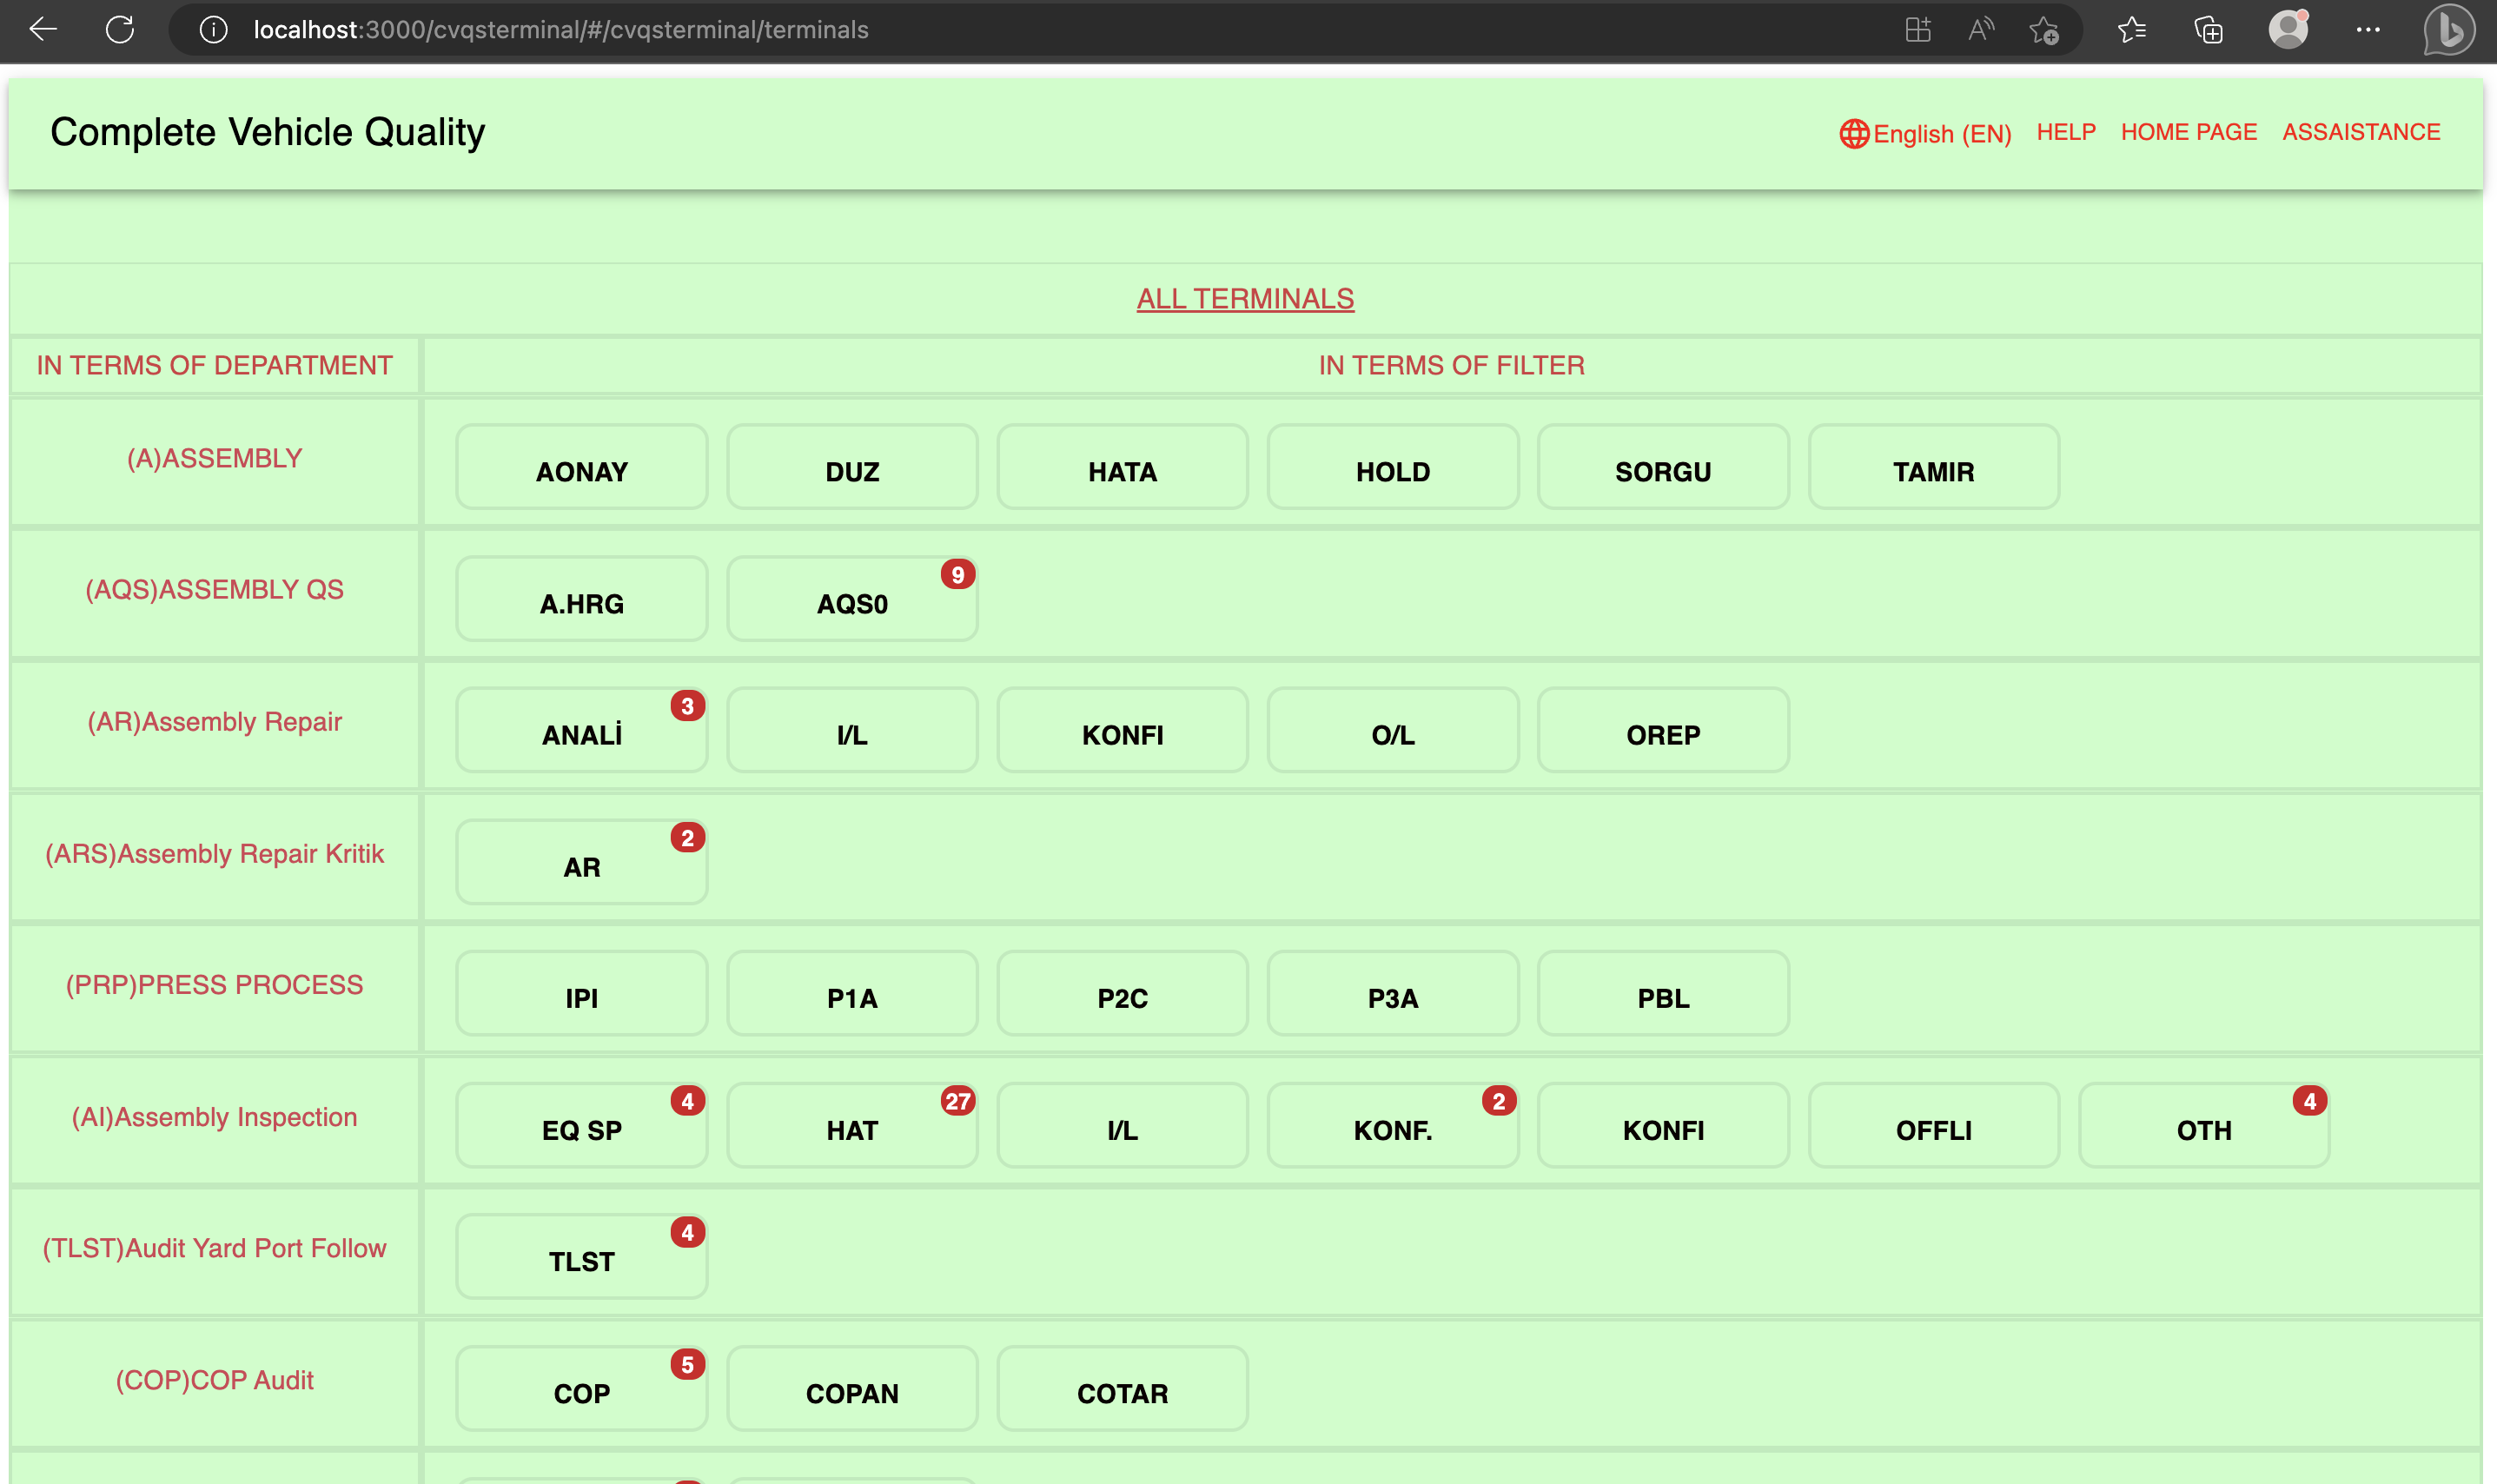 localhost:3000/cvqsterminal/#/cvqsterminal/terminals
Complete Vehicle Quality
English (EN) HELP HOME PAGE ASSAISTANCE
ALL TERMINALS
IN TERMS OF DEPARTMENT IN TERMS OF FILTER
(A)ASSEMBLY AONAY DUZ HATA HOLD SORGU TAMIR
(AQS)ASSEMBLY QS A.HRG AQS0 9
(AR)Assembly Repair ANALİ 3 I/L KONFI O/L OREP
(ARS)Assembly Repair Kritik AR 2
(PRP)PRESS PROCESS IPI P1A P2C P3A PBL
(AI)Assembly Inspection EQ SP 4 HAT 27 I/L KONF. 2 KONFI OFFLI OTH 4
(TLST)Audit Yard Port Follow TLST 4
(COP)COP Audit COP 5 COPAN COTAR